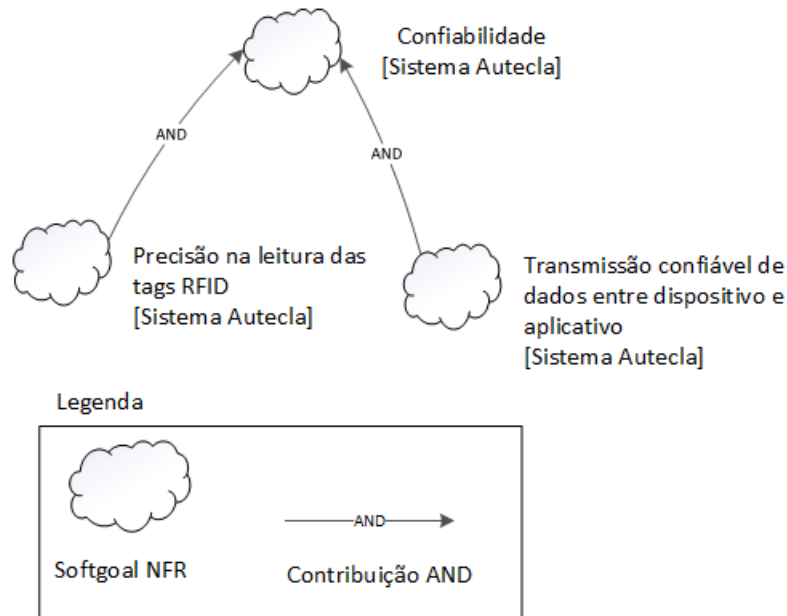 Confiabilidade
[Sistema Autecla]
AND
AND
Precisão na leitura das
tags RFID
[Sistema Autecla]
Transmissão confiável de
dados entre dispositivo e
aplicativo
[Sistema Autecla]
Legenda
AND
Softgoal NFR
Contribuição AND